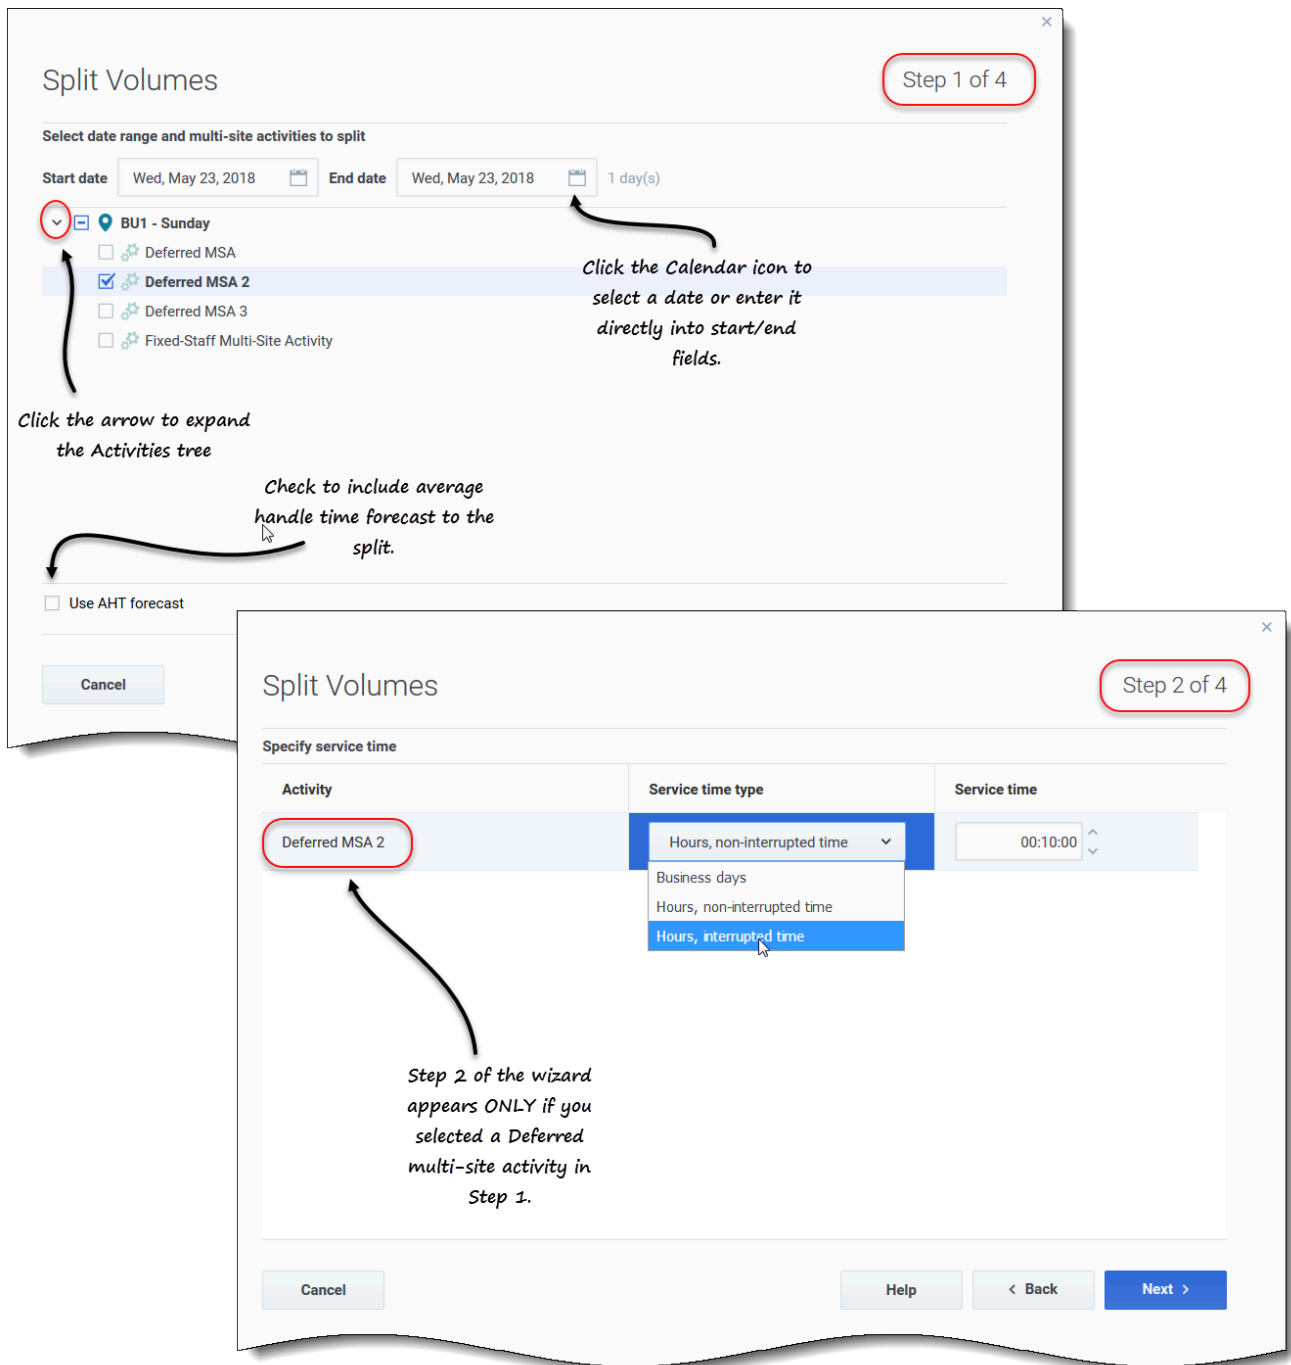 Split Volumes
Step 1 of 4
Select date range and multi-site activities to split
Start date Wed, May 23, 2018 End date Wed, May 23, 2018 1 day(s)
BU1 - Sunday
Deferred MSA
Deferred MSA 2
Deferred MSA 3
Fixed-Staff Multi-Site Activity
Click the Calendar icon to
select a date or enter it
directly into start/end
fields.
Click the arrow to expand
the Activities tree
Check to include average
handle time forecast to the
split.
Use AHT forecast
Cancel
Split Volumes
Step 2 of 4
Specify service time
Activity Service time type Service time
Deferred MSA 2 Hours, non-interrupted time 00:10:00
Business days
Hours, non-interrupted time
Hours, interrupted time
Step 2 of the wizard
appears ONLY if you
selected a Deferred
multi-site activity in
Step 1.
Cancel Help < Back Next >